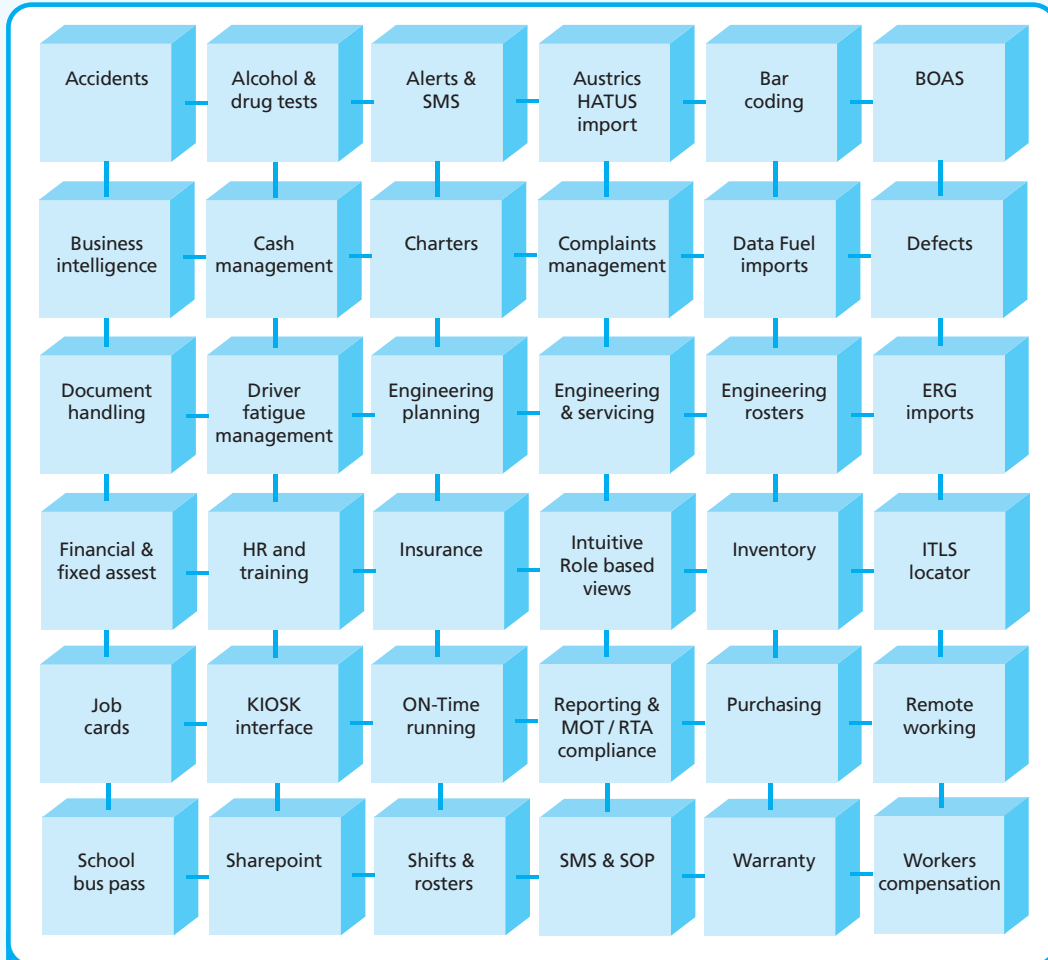 Accidents
Alcohol &
drug tests
Alerts &
SMS
Austrics
HATUS
import
Bar
coding
BOAS
Business
intelligence
Cash
management
Charters
Complaints
management
Data Fuel
imports
Defects
Document
handling
Driver
fatigue
management
Engineering
planning
Engineering
& servicing
Engineering
rosters
ERG
imports
Financial &
fixed assest
HR and
training
Insurance
Intuitive
Role based
views
Inventory
ITLS
locator
Job
cards
KIOSK
interface
ON-Time
running
Reporting &
MOT / RTA
compliance
Purchasing
Remote
working
School
bus pass
Sharepoint
Shifts &
rosters
SMS & SOP
Warranty
Workers
compensation